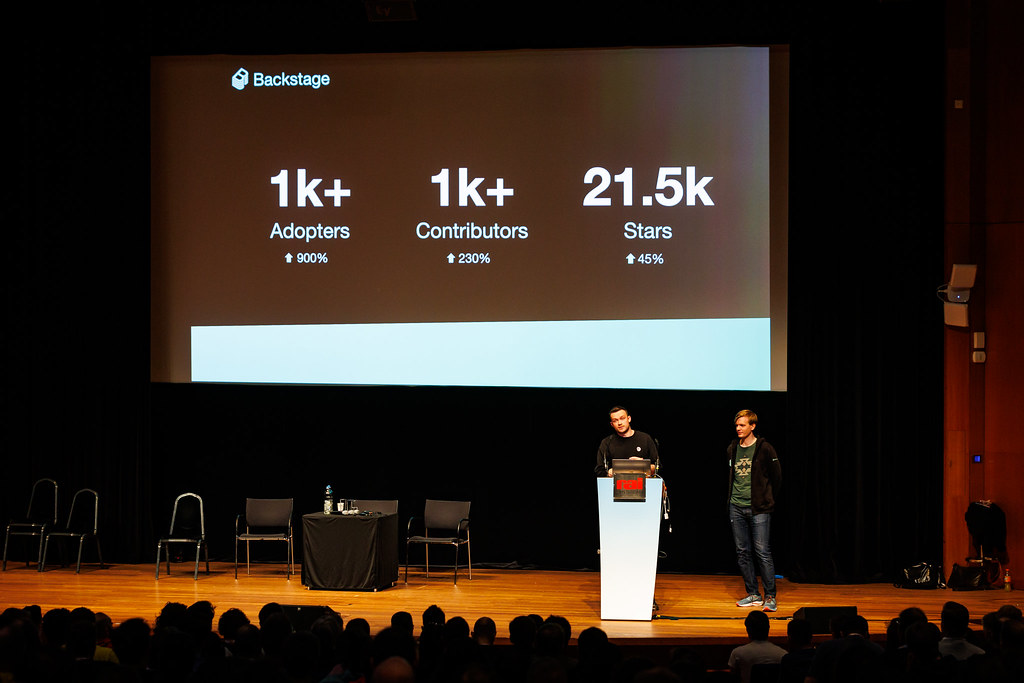 Backstage
1k+ 1k+ 21.5k
Adopters Contributors Stars
⬆ 900% ⬆ 230% ⬆ 45%